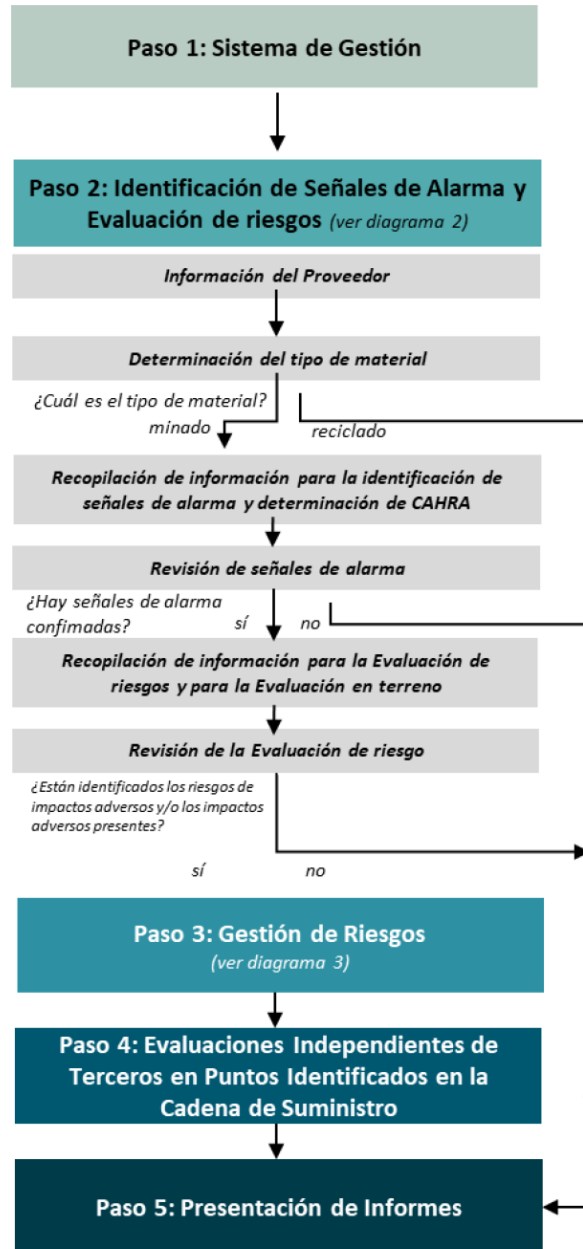 Paso 1: Sistema de Gestión
Paso 2: Identificación de Señales de Alarma y
Evaluación de riesgos (ver diagrama 2)
Información del Proveedor
Determinación del tipo de material
¿Cuál es el tipo de material?
minado
reciclado
Recopilación de información para la identificación de
señales de alarma y determinación de CAHRA
Revisión de señales de alarma
¿Hay señales de alarma
confimadas?
sí
no
Recopilación de información para la Evaluación de
riesgos y para la Evaluación en terreno
Revisión de la Evaluación de riesgo
¿Están identificados los riesgos de
impactos adversos y/o los impactos
adversos presentes?
sí
no
Paso 3: Gestión de Riesgos
(ver diagrama 3)
Paso 4: Evaluaciones Independientes de
Terceros en Puntos Identificados en la
Cadena de Suministro
Paso 5: Presentación de Informes